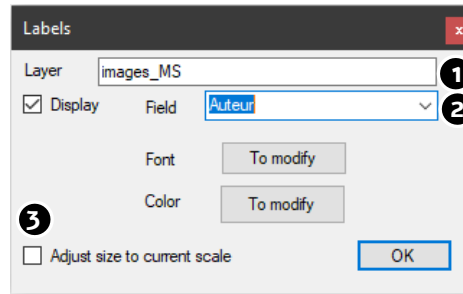 Labels x
Layer images_MS 1
Display Field Auteur 2
Font To modify
Color To modify
3
Adjust size to current scale OK